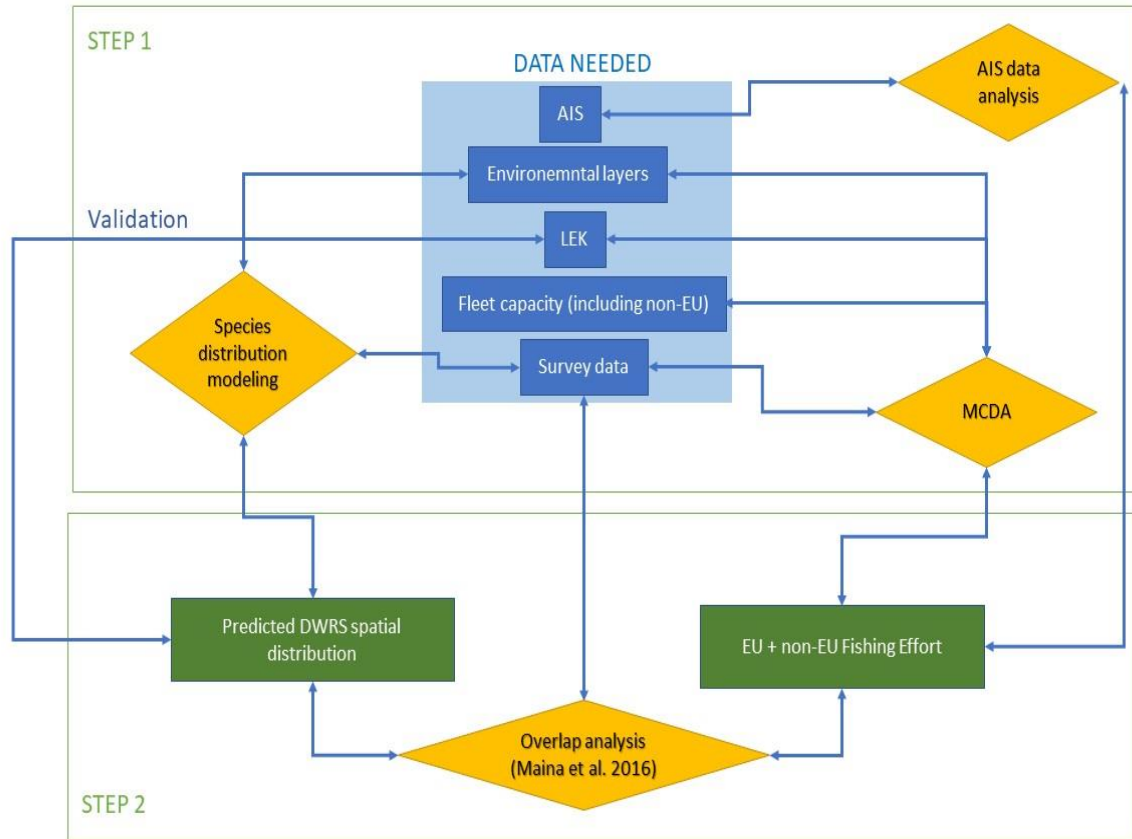 STEP 1
DATA NEEDED
AIS data
analysis
AIS
Environemntal layers
Validation
LEK
Fleet capacity (including non-EU)
Species
distribution
modeling
Survey data
MCDA
Predicted DWRS spatial
distribution
EU + non-EU Fishing Effort
Overlap analysis
(Maina et al. 2016)
STEP 2